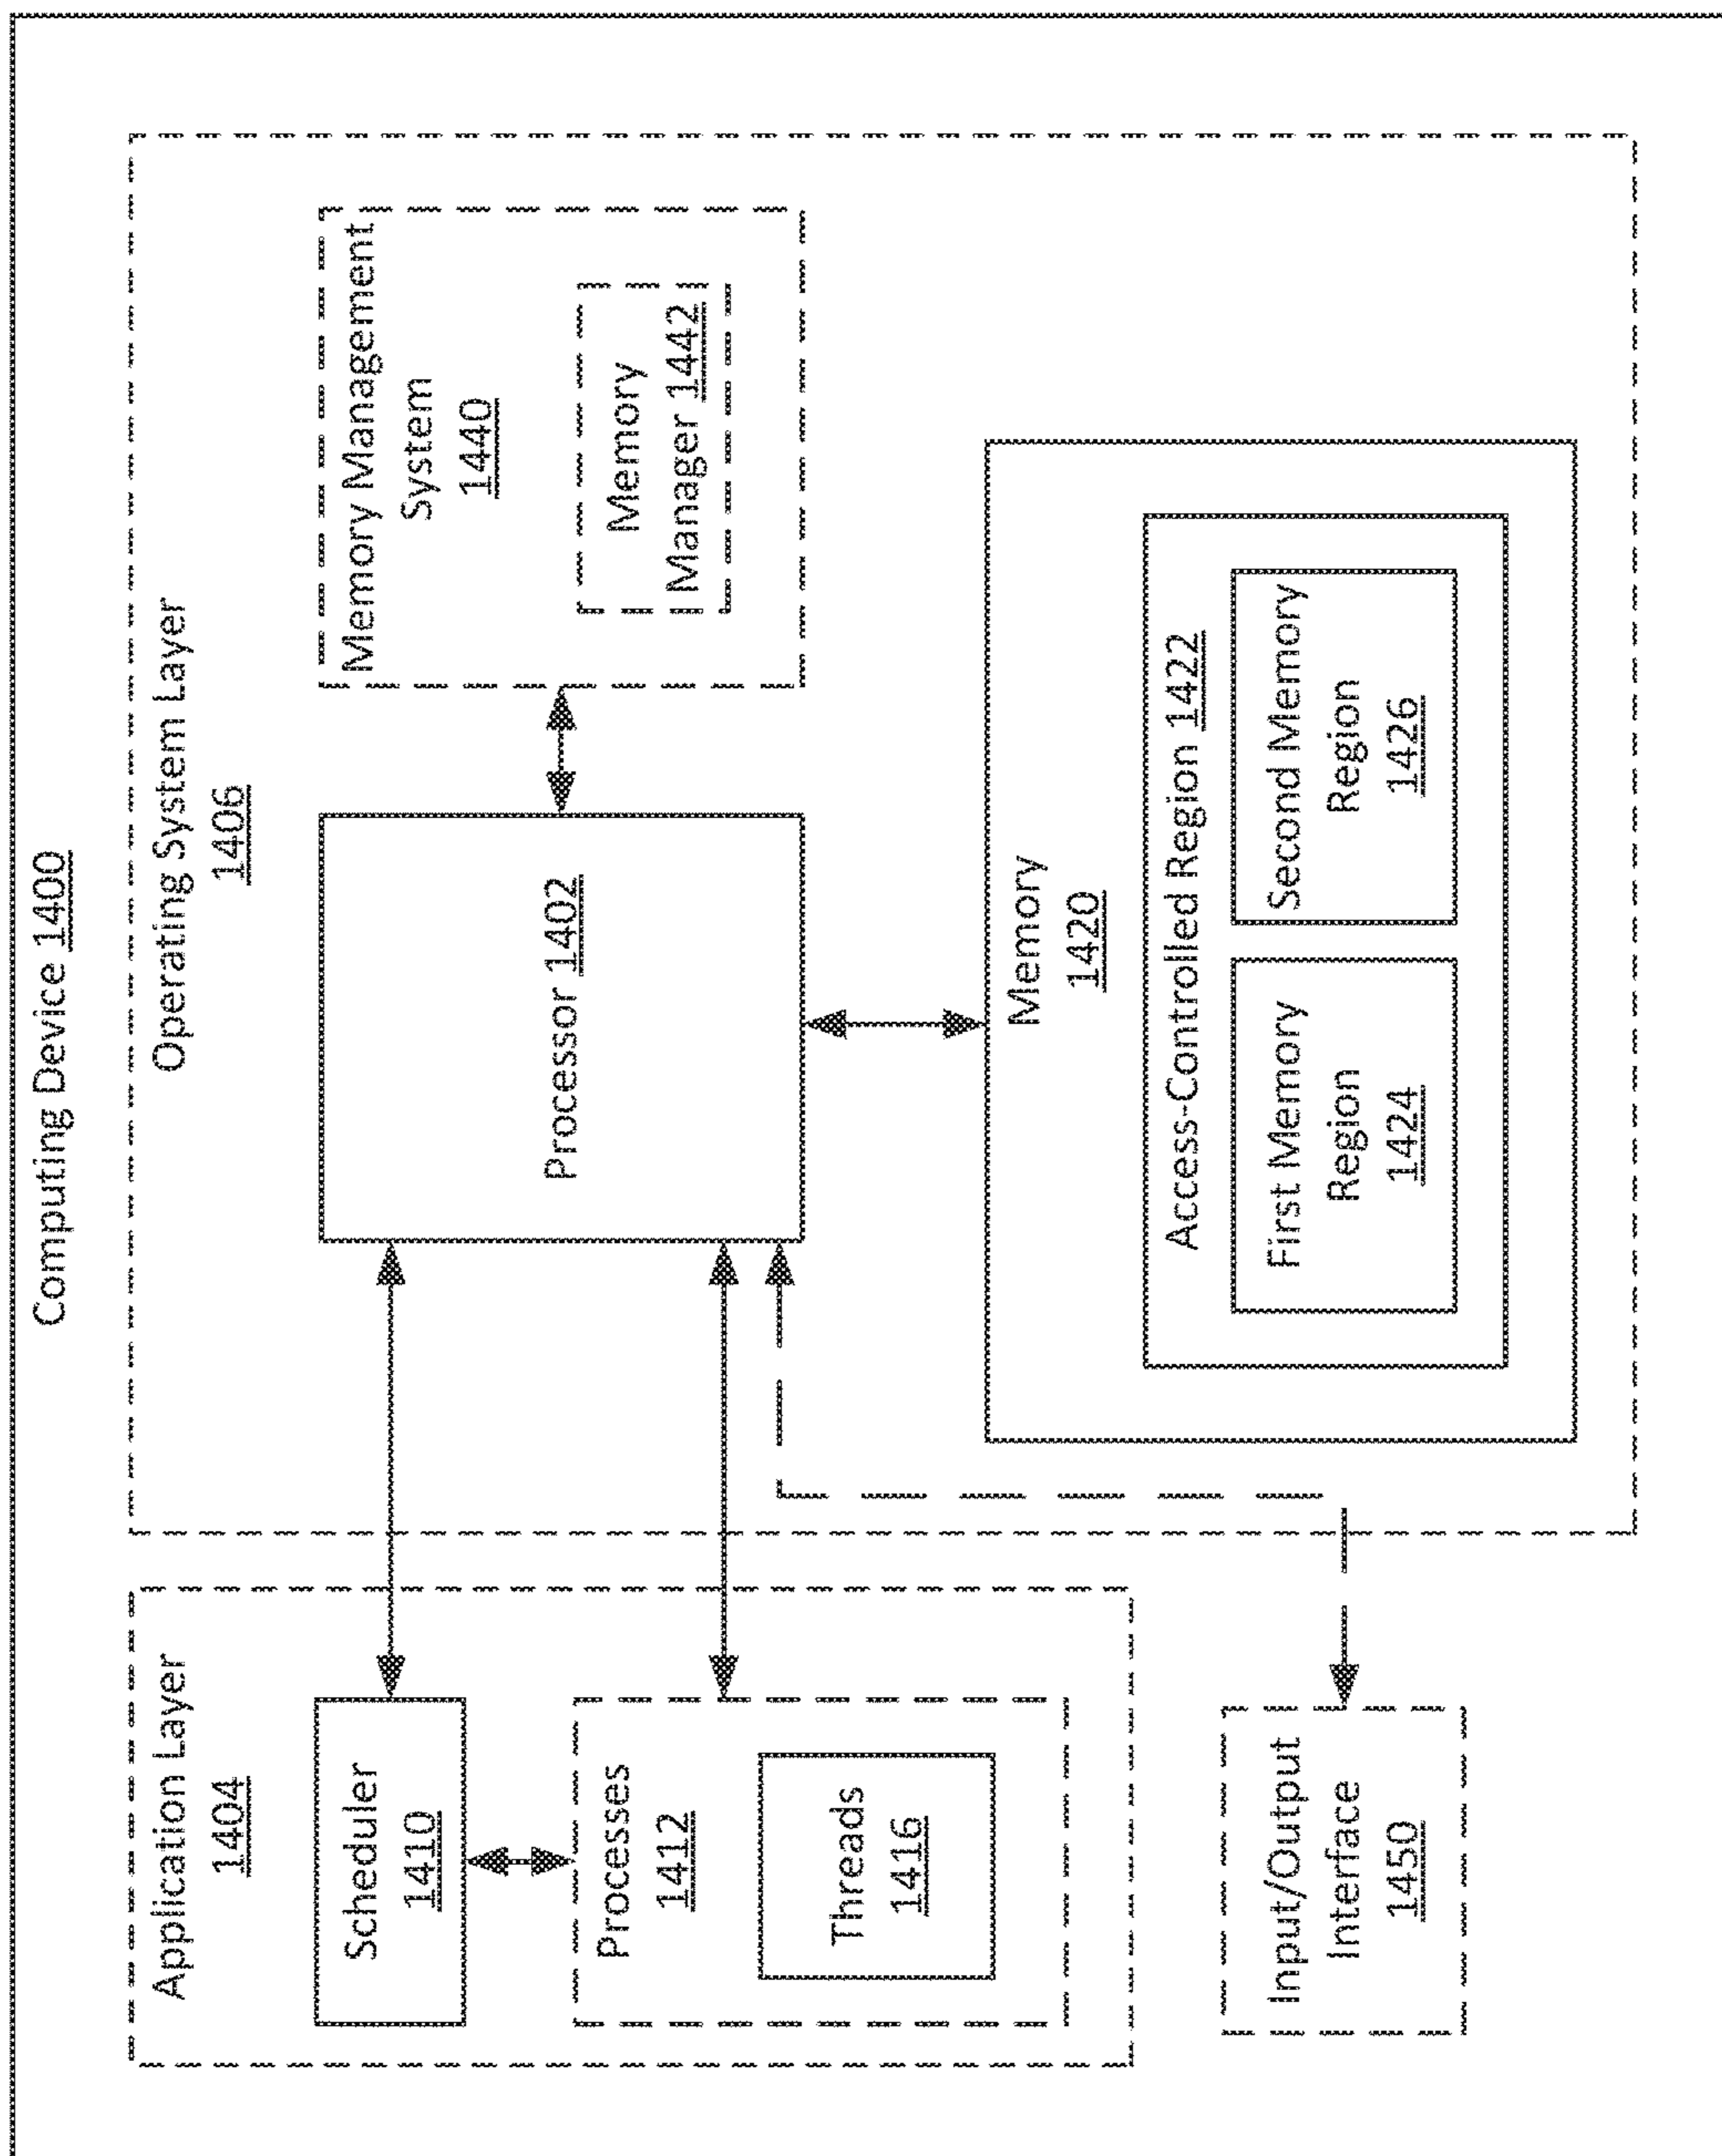 Computing Device 1400
Application Layer
1404
Scheduler
1410
Processes
1412
Threads
1416
Input/Output
Interface
1450
Operating System Layer
1406
Processor 1402
Memory Management
System
1440
Memory
Manager 1442
Memory
1420
Access-Controlled Region 1422
First Memory
Region
1424
Second Memory
Region
1426